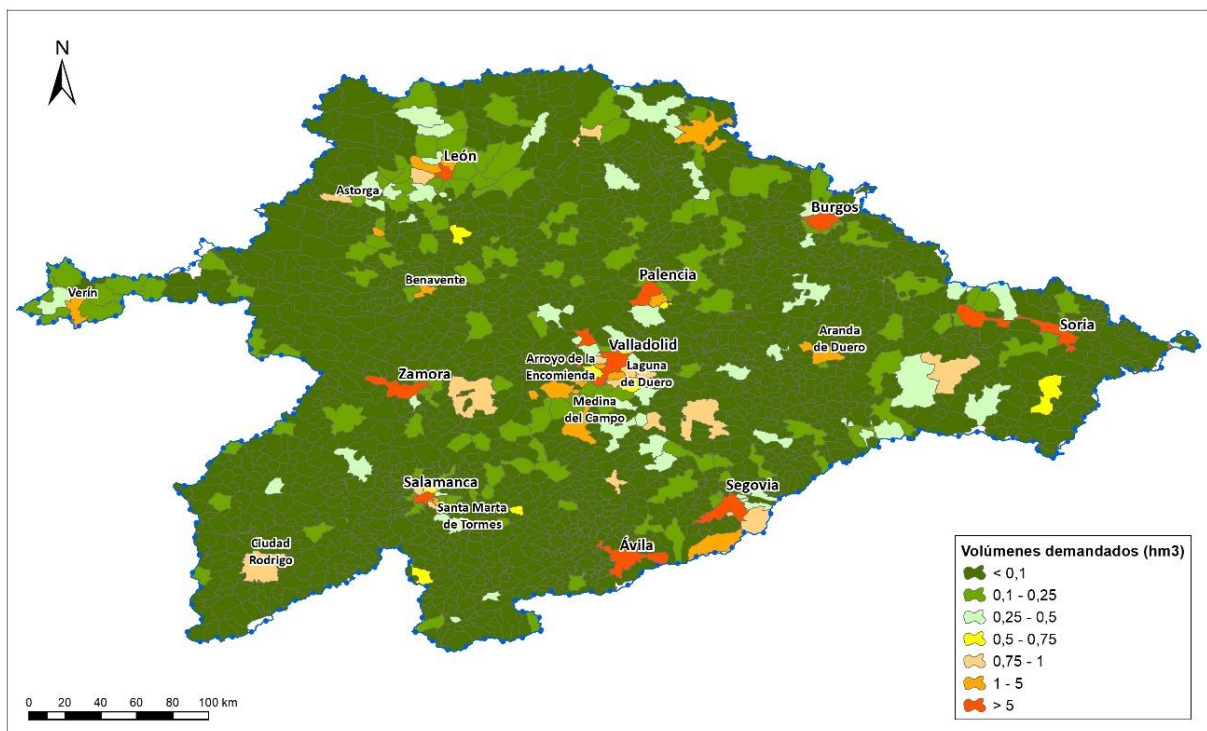 N
León
Astorga
Burgos
Verín
Benavente
Palencia
Soria
Aranda
de Duero
Valladolid
Arroyo de la
Encomienda
Laguna
de Duero
Zamora
Medina
del Campo
Salamanca
Santa Marta
de Tormes
Segovia
Ávila
Ciudad
Rodrigo
Volúmenes demandados (hm3)
< 0,1
0,1 - 0,25
0,25 - 0,5
0,5 - 0,75
0,75 - 1
1 - 5
> 5
0 20 40 60 80 100 km